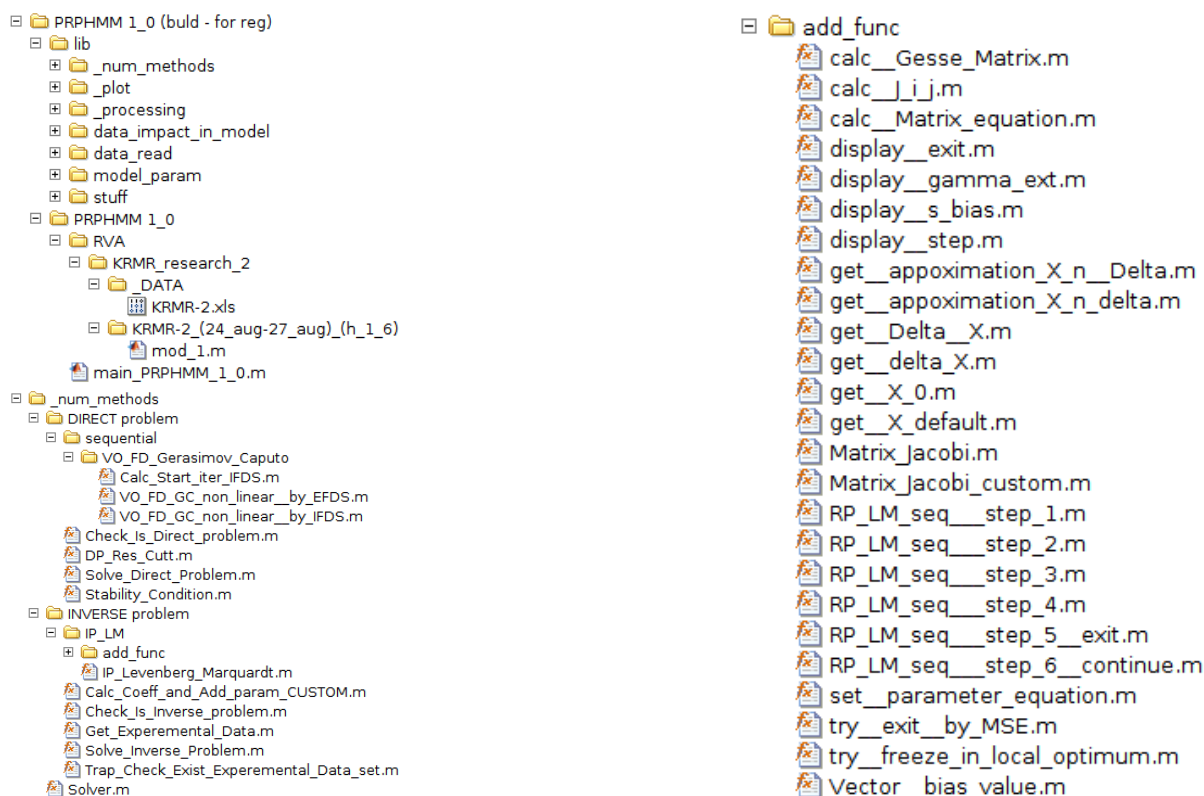 PRPHMM 1_0 (buld - for reg)
lib
_num_methods
_plot
_processing
data_impact_in_model
data_read
model_param
stuff
PRPHMM 1_0
RVA
KRMR_research_2
_DATA
KRMR-2.xls
KRMR-2_(24_aug-27_aug)_(h_1_6)
mod_1.m
main_PRPHMM_1_0.m
_num_methods
DIRECT problem
sequential
VO_FD_Gerasimov_Caputo
Calc_Start_iter_IFDS.m
VO_FD_GC_non_linear__by_EFDS.m
VO_FD_GC_non_linear__by_IFDS.m
Check_Is_Direct_problem.m
DP_Res_Cutt.m
Solve_Direct_Problem.m
Stability_Condition.m
INVERSE problem
IP_LM
add_func
IP_Levenberg_Marquardt.m
Calc_Coeff_and_Add_param_CUSTOM.m
Check_Is_Inverse_problem.m
Get_Experemental_Data.m
Solve_Inverse_Problem.m
Trap_Check_Exist_Experemental_Data_set.m
Solver.m
add_func
calc__Gesse_Matrix.m
calc__J_i_j.m
calc__Matrix_equation.m
display__exit.m
display__gamma_ext.m
display__s_bias.m
display__step.m
get__appoximation_X_n__Delta.m
get__appoximation_X_n_delta.m
get__Delta__X.m
get__delta_X.m
get__X_0.m
get__X_default.m
Matrix_Jacobi.m
Matrix_Jacobi_custom.m
RP_LM_seq___step_1.m
RP_LM_seq___step_2.m
RP_LM_seq___step_3.m
RP_LM_seq___step_4.m
RP_LM_seq___step_5__exit.m
RP_LM_seq___step_6__continue.m
set__parameter_equation.m
try__exit__by_MSE.m
try__freeze_in_local_optimum.m
Vector__bias_value.m